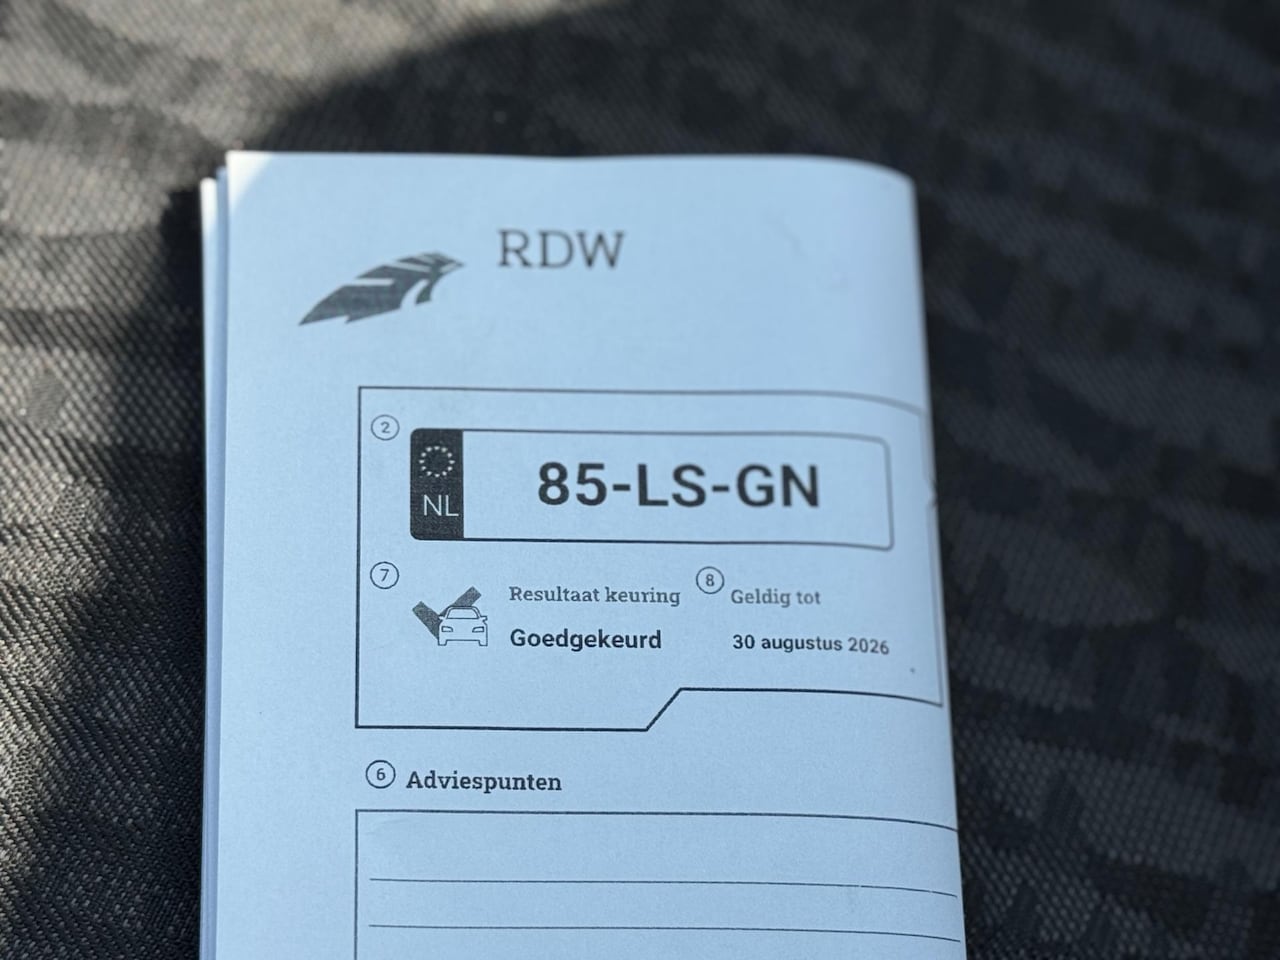 RDW
2
NL
85-LS-GN
7
Resultaat keuring
8
Geldig tot
Goedgekeurd
30 augustus 2026
6
Adviespunten